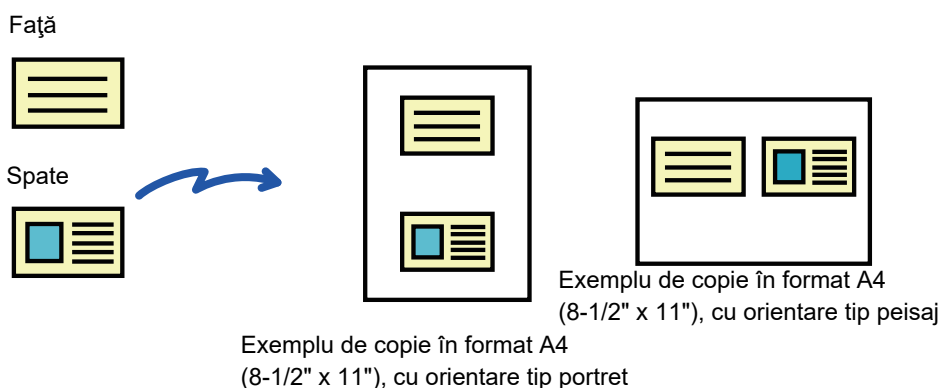 Faţă
Spate
Exemplu de copie în format A4
(8-1/2" x 11"), cu orientare tip peisaj
Exemplu de copie în format A4
(8-1/2" x 11"), cu orientare tip portret